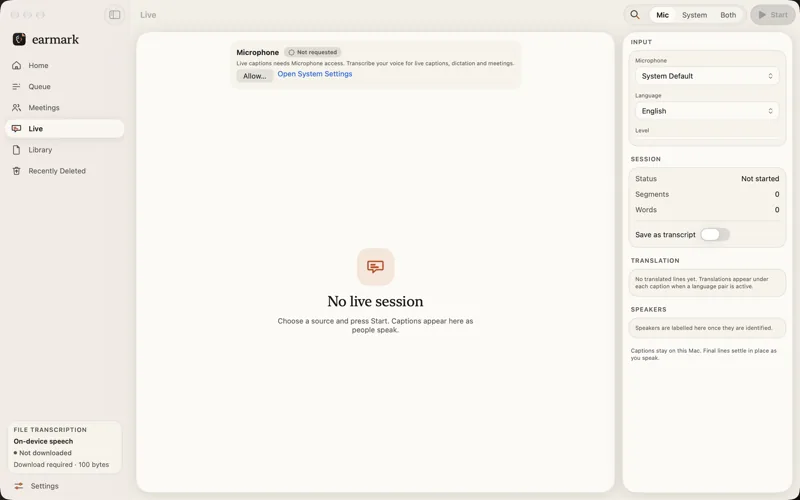 earmark
Home
Queue
Meetings
Live
Library
Recently Deleted
FILE TRANSCRIPTION
On-device speech
Not downloaded
Download required · 100 bytes
Settings
Live
Mic
System
Both
Start
Microphone
Not requested
Live captions needs Microphone access. Transcribe your voice for live captions, dictation and meetings.
Allow...
Open System Settings
No live session
Choose a source and press Start. Captions appear here as
people speak.
INPUT
Microphone
System Default
Language
English
Level
SESSION
Status Not started
Segments 0
Words 0
Save as transcript
TRANSLATION
No translated lines yet. Translations appear under
each caption when a language pair is active.
SPEAKERS
Speakers are labelled here once they are identified.
Captions stay on this Mac. Final lines settle in place as
you speak.